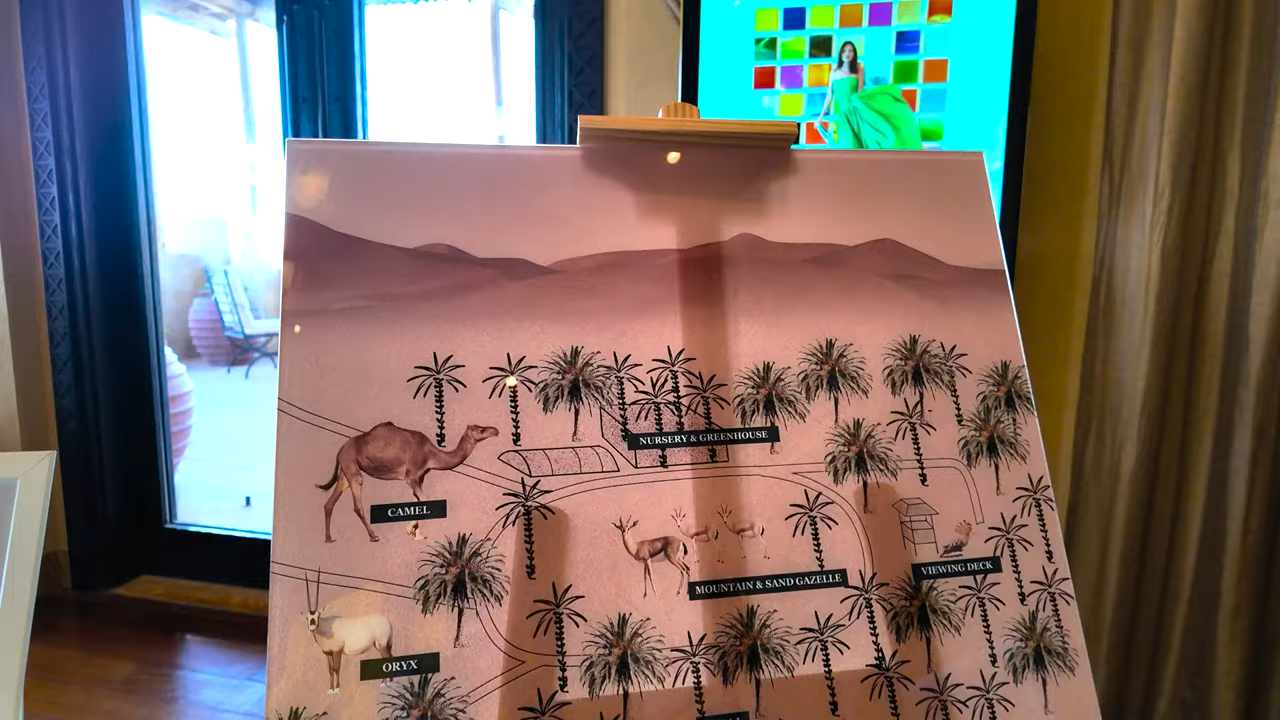 NURSERY & GREENHOUSE
CAMEL
VIEWING DECK
MOUNTAIN & SAND GAZELLE
ORYX